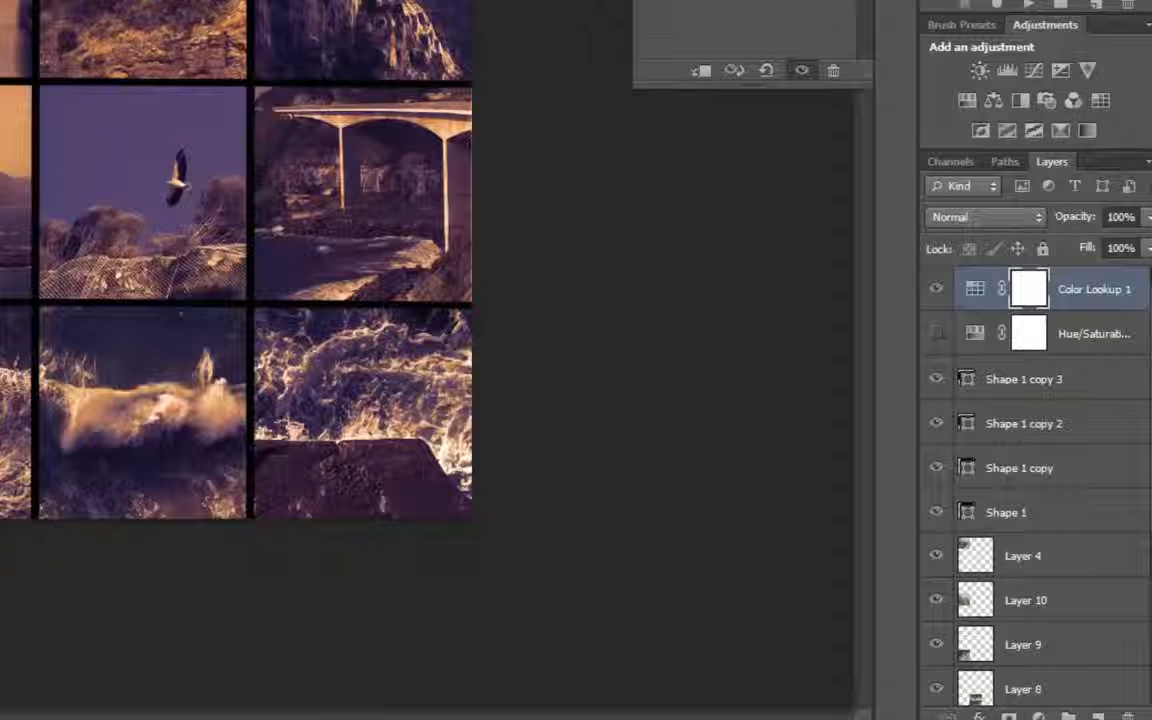 Brush Presets Adjustments
Add an adjustment
Channels Paths Layers
Kind
Normal Opacity: 100%
Lock: Fill: 100%
Color Lookup 1
Hue/Saturati...
Shape 1 copy 3
Shape 1 copy 2
Shape 1 copy
Shape 1
Layer 4
Layer 10
Layer 9
Layer 8